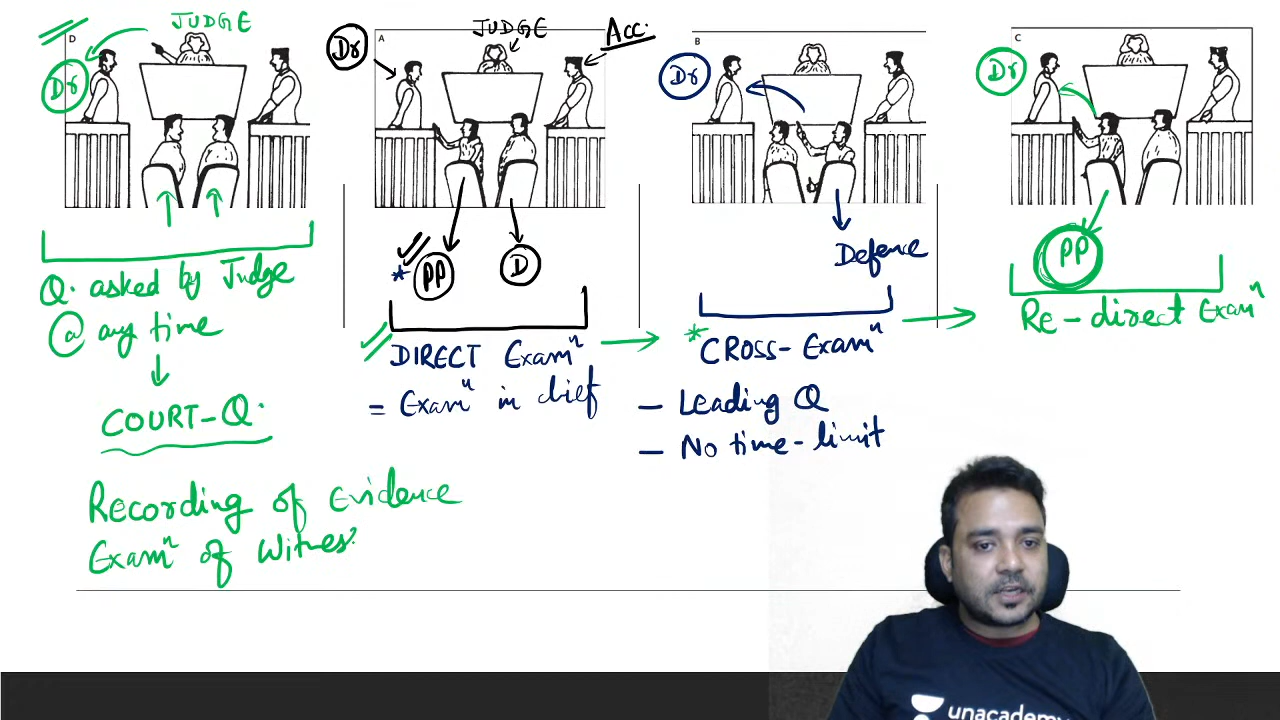 D
JUDGE
Dr
Q. asked by Judge
@ any time
COURT-Q.
A
Dr
JUDGE
Acc.
* PP
D
DIRECT Examⁿ
= Examⁿ in chief
B
Dr
Defence
* CROSS-Examⁿ
- Leading Q
- No time-limit
C
Dr
PP
Re-direct Examⁿ
Recording of Evidence
Examⁿ of Witness
unacademy